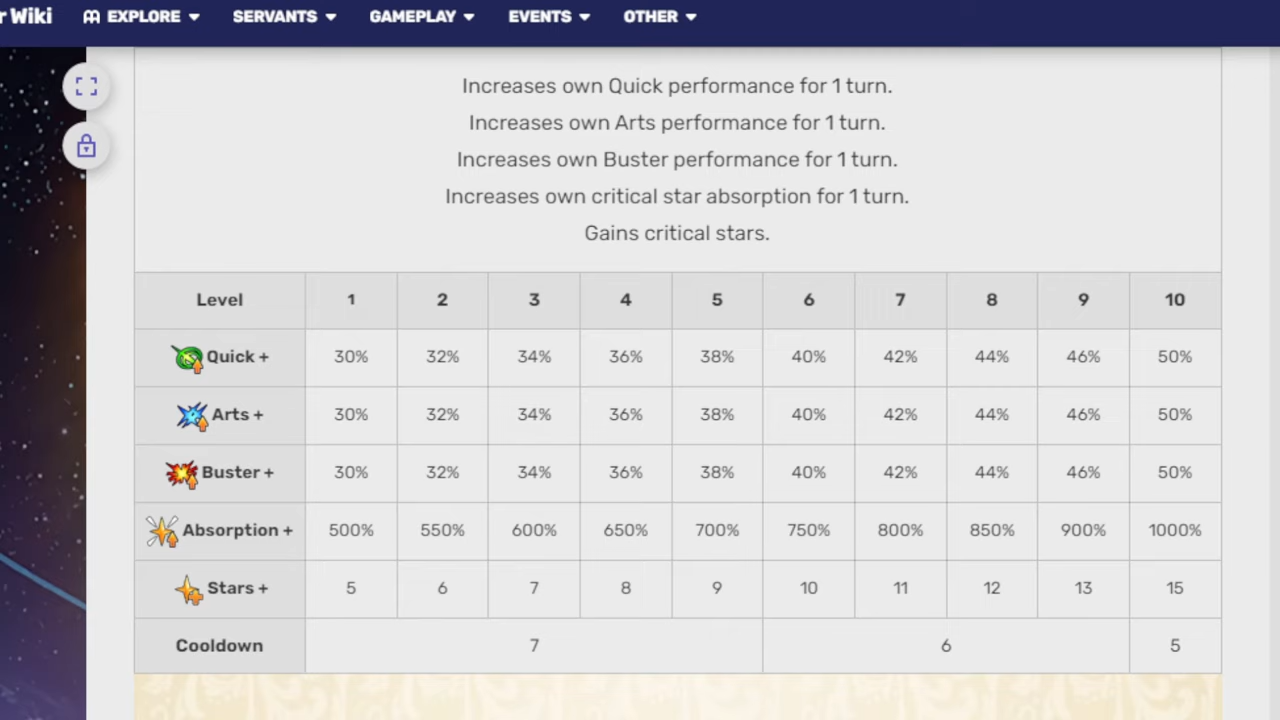 r Wiki EXPLORE SERVANTS GAMEPLAY EVENTS OTHER
Increases own Quick performance for 1 turn.
Increases own Arts performance for 1 turn.
Increases own Buster performance for 1 turn.
Increases own critical star absorption for 1 turn.
Gains critical stars.
Level 1 2 3 4 5 6 7 8 9 10
Quick + 30% 32% 34% 36% 38% 40% 42% 44% 46% 50%
Arts + 30% 32% 34% 36% 38% 40% 42% 44% 46% 50%
Buster + 30% 32% 34% 36% 38% 40% 42% 44% 46% 50%
Absorption + 500% 550% 600% 650% 700% 750% 800% 850% 900% 1000%
Stars + 5 6 7 8 9 10 11 12 13 15
Cooldown 7 6 5